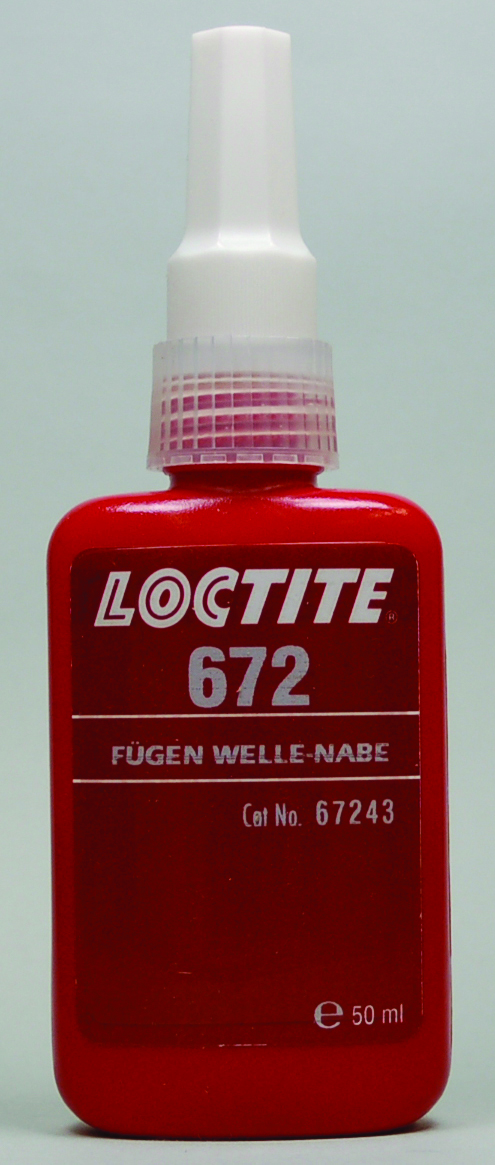 LOCTITE®
672
FÜGEN WELLE-NABE
Cat No. 67243
℮ 50 ml